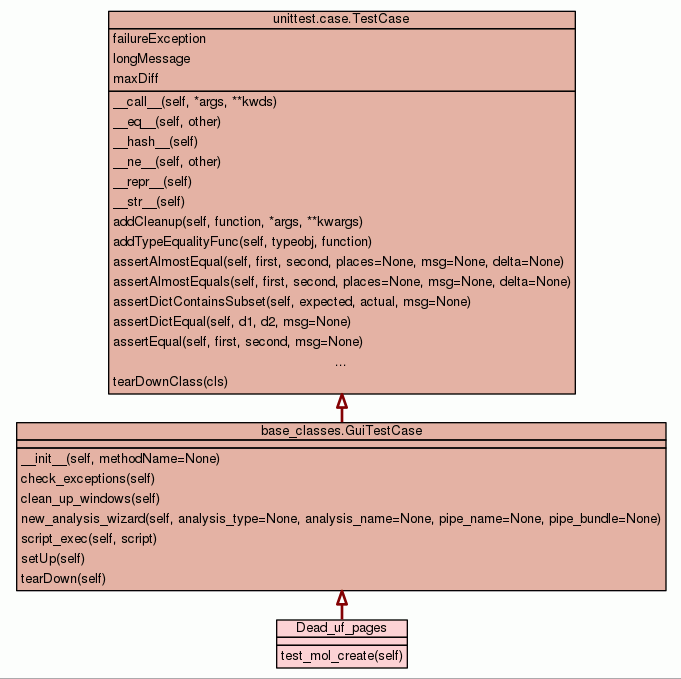 unittest.case.TestCase
failureException
longMessage
maxDiff
__call__(self, *args, **kwds)
__eq__(self, other)
__hash__(self)
__ne__(self, other)
__repr__(self)
__str__(self)
addCleanup(self, function, *args, **kwargs)
addTypeEqualityFunc(self, typeobj, function)
assertAlmostEqual(self, first, second, places=None, msg=None, delta=None)
assertAlmostEquals(self, first, second, places=None, msg=None, delta=None)
assertDictContainsSubset(self, expected, actual, msg=None)
assertDictEqual(self, d1, d2, msg=None)
assertEqual(self, first, second, msg=None)
...
tearDownClass(cls)
base_classes.GuiTestCase
__init__(self, methodName=None)
check_exceptions(self)
clean_up_windows(self)
new_analysis_wizard(self, analysis_type=None, analysis_name=None, pipe_name=None, pipe_bundle=None)
script_exec(self, script)
setUp(self)
tearDown(self)
Dead_uf_pages
test_mol_create(self)